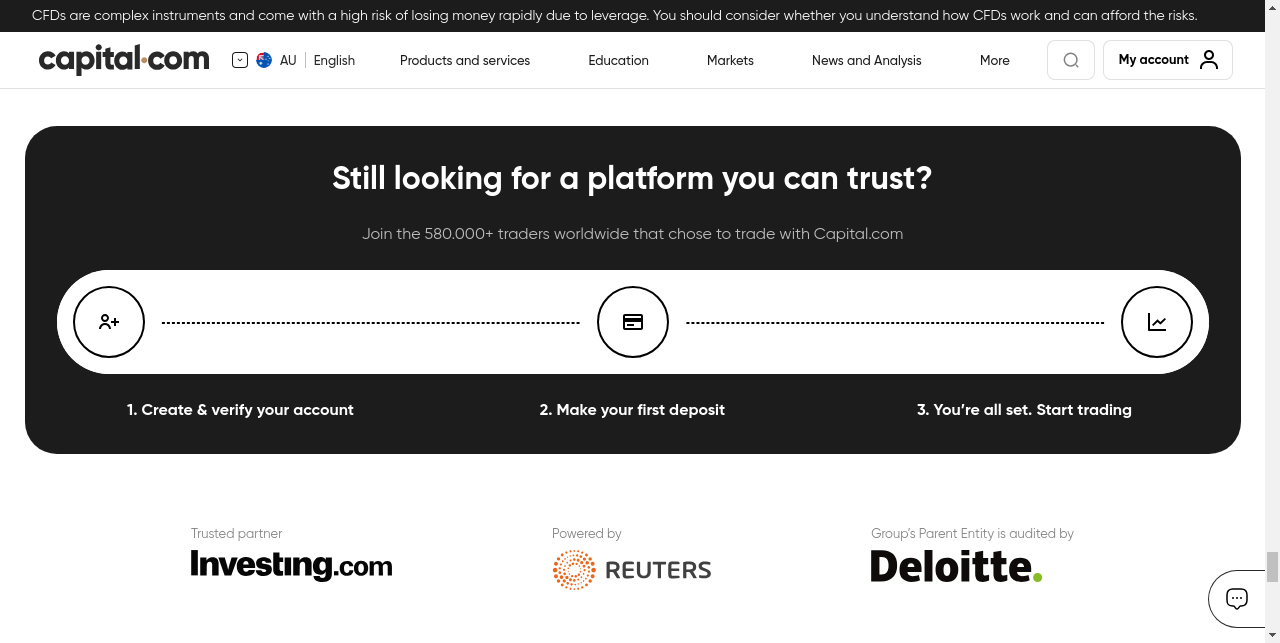 CFDs are complex instruments and come with a high risk of losing money rapidly due to leverage. You should consider whether you understand how CFDs work and can afford the risks.
capital.com
AU English
Products and services
Education
Markets
News and Analysis
More
My account
Still looking for a platform you can trust?
Join the 580.000+ traders worldwide that chose to trade with Capital.com
1. Create & verify your account
2. Make your first deposit
3. You’re all set. Start trading
Trusted partner
Investing.com
Powered by
REUTERS
Group’s Parent Entity is audited by
Deloitte.